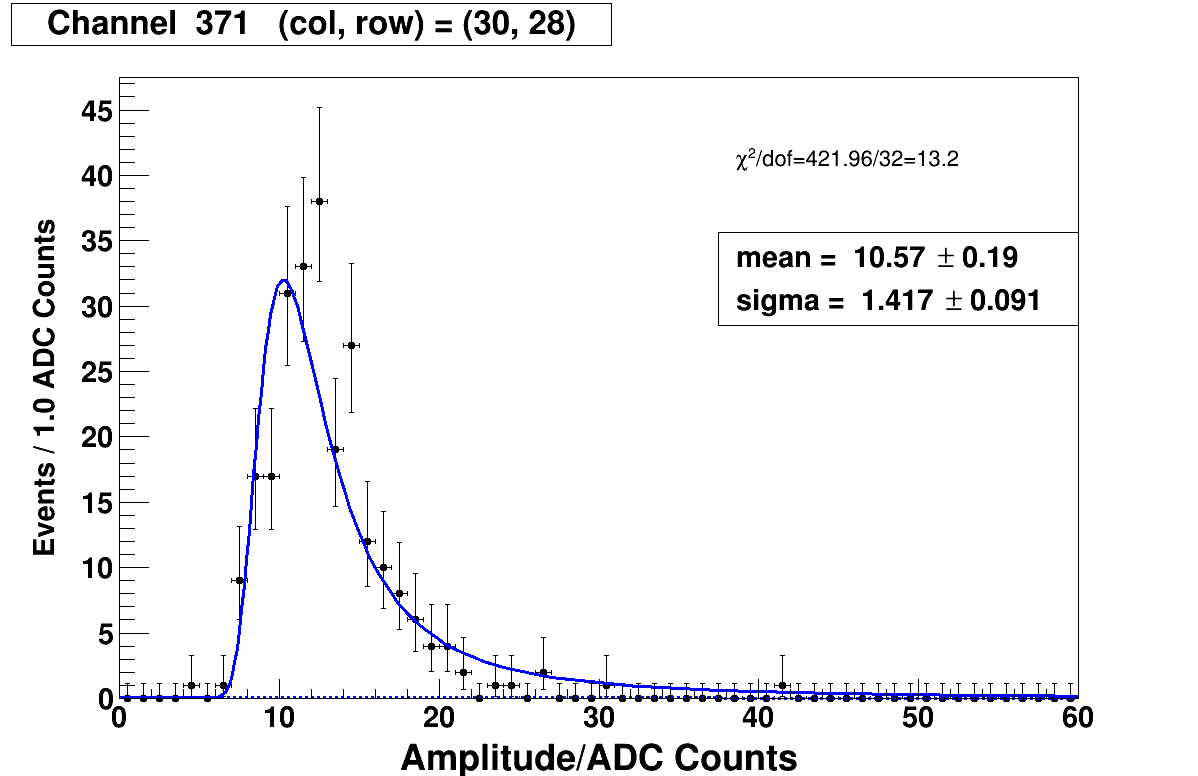 Channel 371 (col, row) = (30, 28)
45
40
35
30
25
20
15
10
5
0
Events / 1.0 ADC Counts
χ²/dof=421.96/32=13.2
mean = 10.57 ± 0.19
sigma = 1.417 ± 0.091
0 10 20 30 40 50 60
Amplitude/ADC Counts